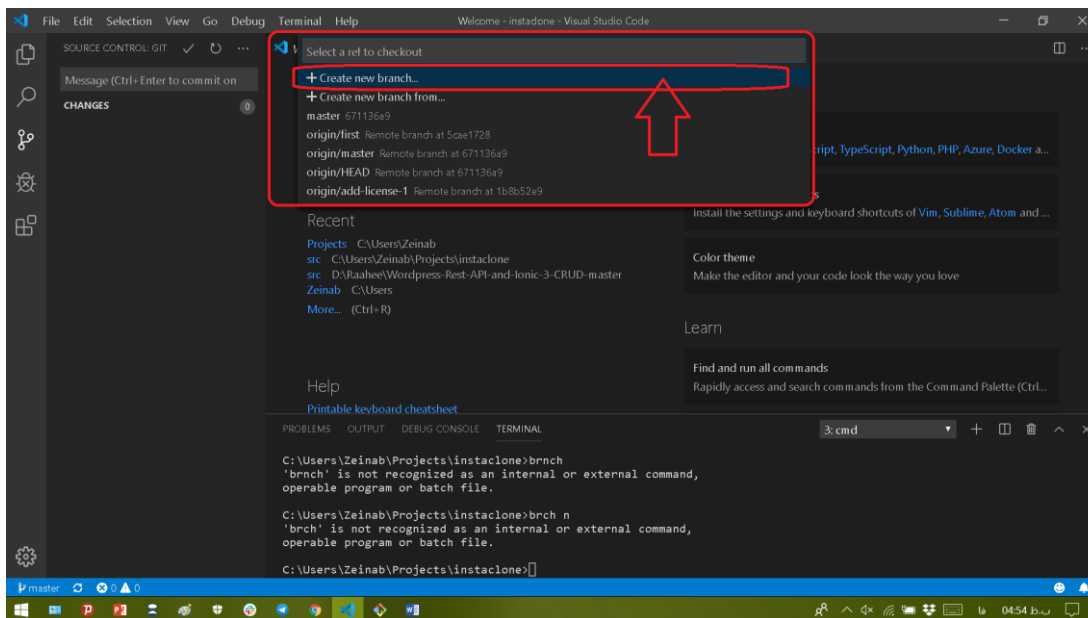 File Edit Selection View Go Debug Terminal Help Welcome - instaclone - Visual Studio Code
SOURCE CONTROL: GIT
Select a ref to checkout
Message (Ctrl+Enter to commit on
Create new branch...
CHANGES 0
Create new branch from...
master 671136a9
origin/first Remote branch at 5cae1728
origin/master Remote branch at 671136a9
cript, TypeScript, Python, PHP, Azure, Docker a...
origin/HEAD Remote branch at 671136a9
origin/add-license-1 Remote branch at 1b8b52e9
s
Install the settings and keyboard shortcuts of Vim, Sublime, Atom and ...
Recent
Projects C:\Users\Zeinab
src C:\Users\Zeinab\Projects\instaclone
src D:\Raahee\Wordpress-Rest-API-and-Ionic-3-CRUD-master
Zeinab C:\Users
More... (Ctrl+R)
Color theme
Make the editor and your code look the way you love
Learn
Find and run all commands
Rapidly access and search commands from the Command Palette (Ctrl...
Help
Printable keyboard cheatsheet
PROBLEMS OUTPUT DEBUG CONSOLE TERMINAL 3: cmd
C:\Users\Zeinab\Projects\instaclone>brnch
'brnch' is not recognized as an internal or external command,
operable program or batch file.
C:\Users\Zeinab\Projects\instaclone>brch n
'brch' is not recognized as an internal or external command,
operable program or batch file.
C:\Users\Zeinab\Projects\instaclone>
master 0 0
فا 04:54 ب.ظ